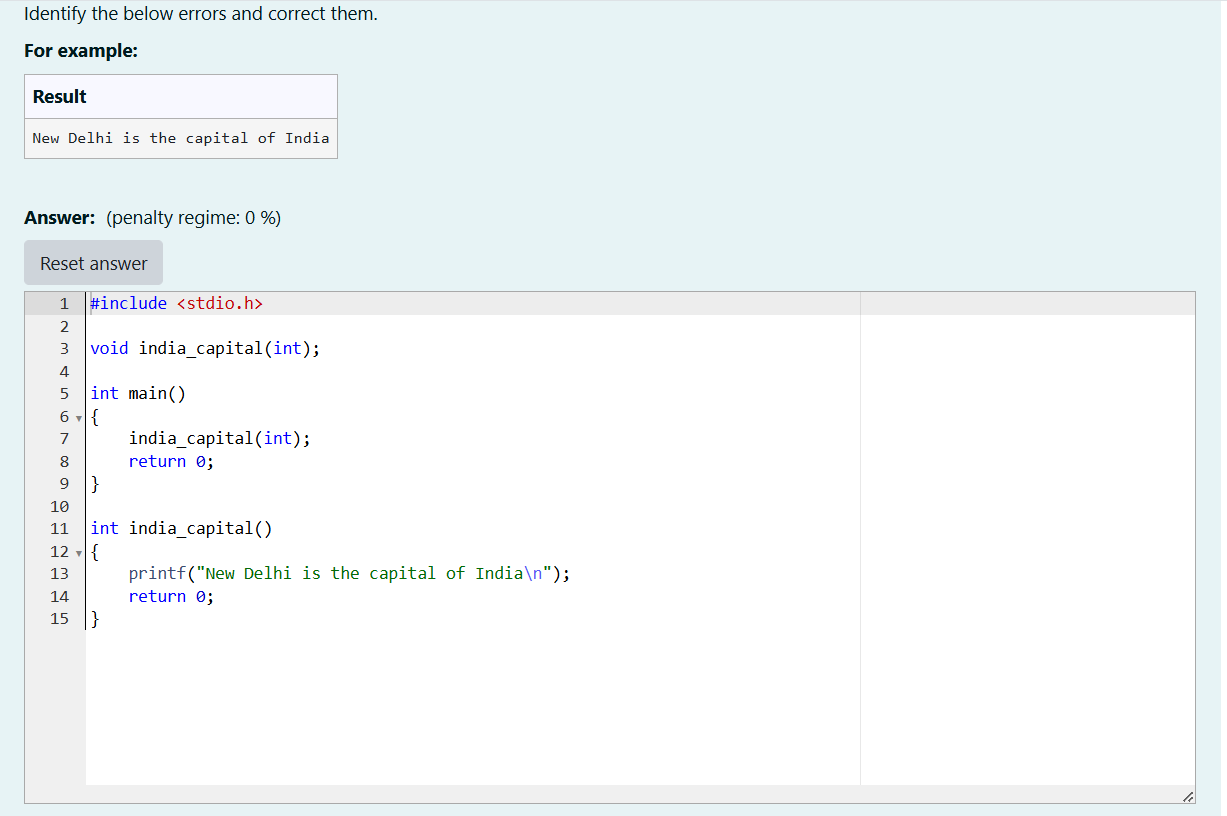 Identify the below errors and correct them.
For example:
Result
New Delhi is the capital of India
Answer: (penalty regime: 0 %)
Reset answer
1 #include <stdio.h>
2
3 void india_capital(int);
4
5 int main()
6 {
7     india_capital(int);
8     return 0;
9 }
10
11 int india_capital()
12 {
13     printf("New Delhi is the capital of India\n");
14     return 0;
15 }